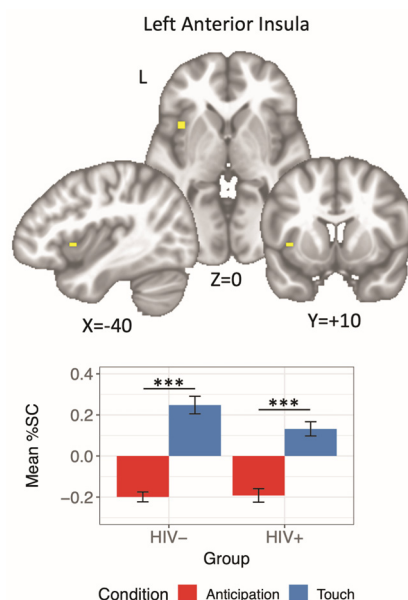 Left Anterior Insula
L
Z=0
X=-40
Y=+10
0.4
0.2
0.0
−0.2
Mean %SC
***
***
HIV−
HIV+
Group
Condition Anticipation Touch